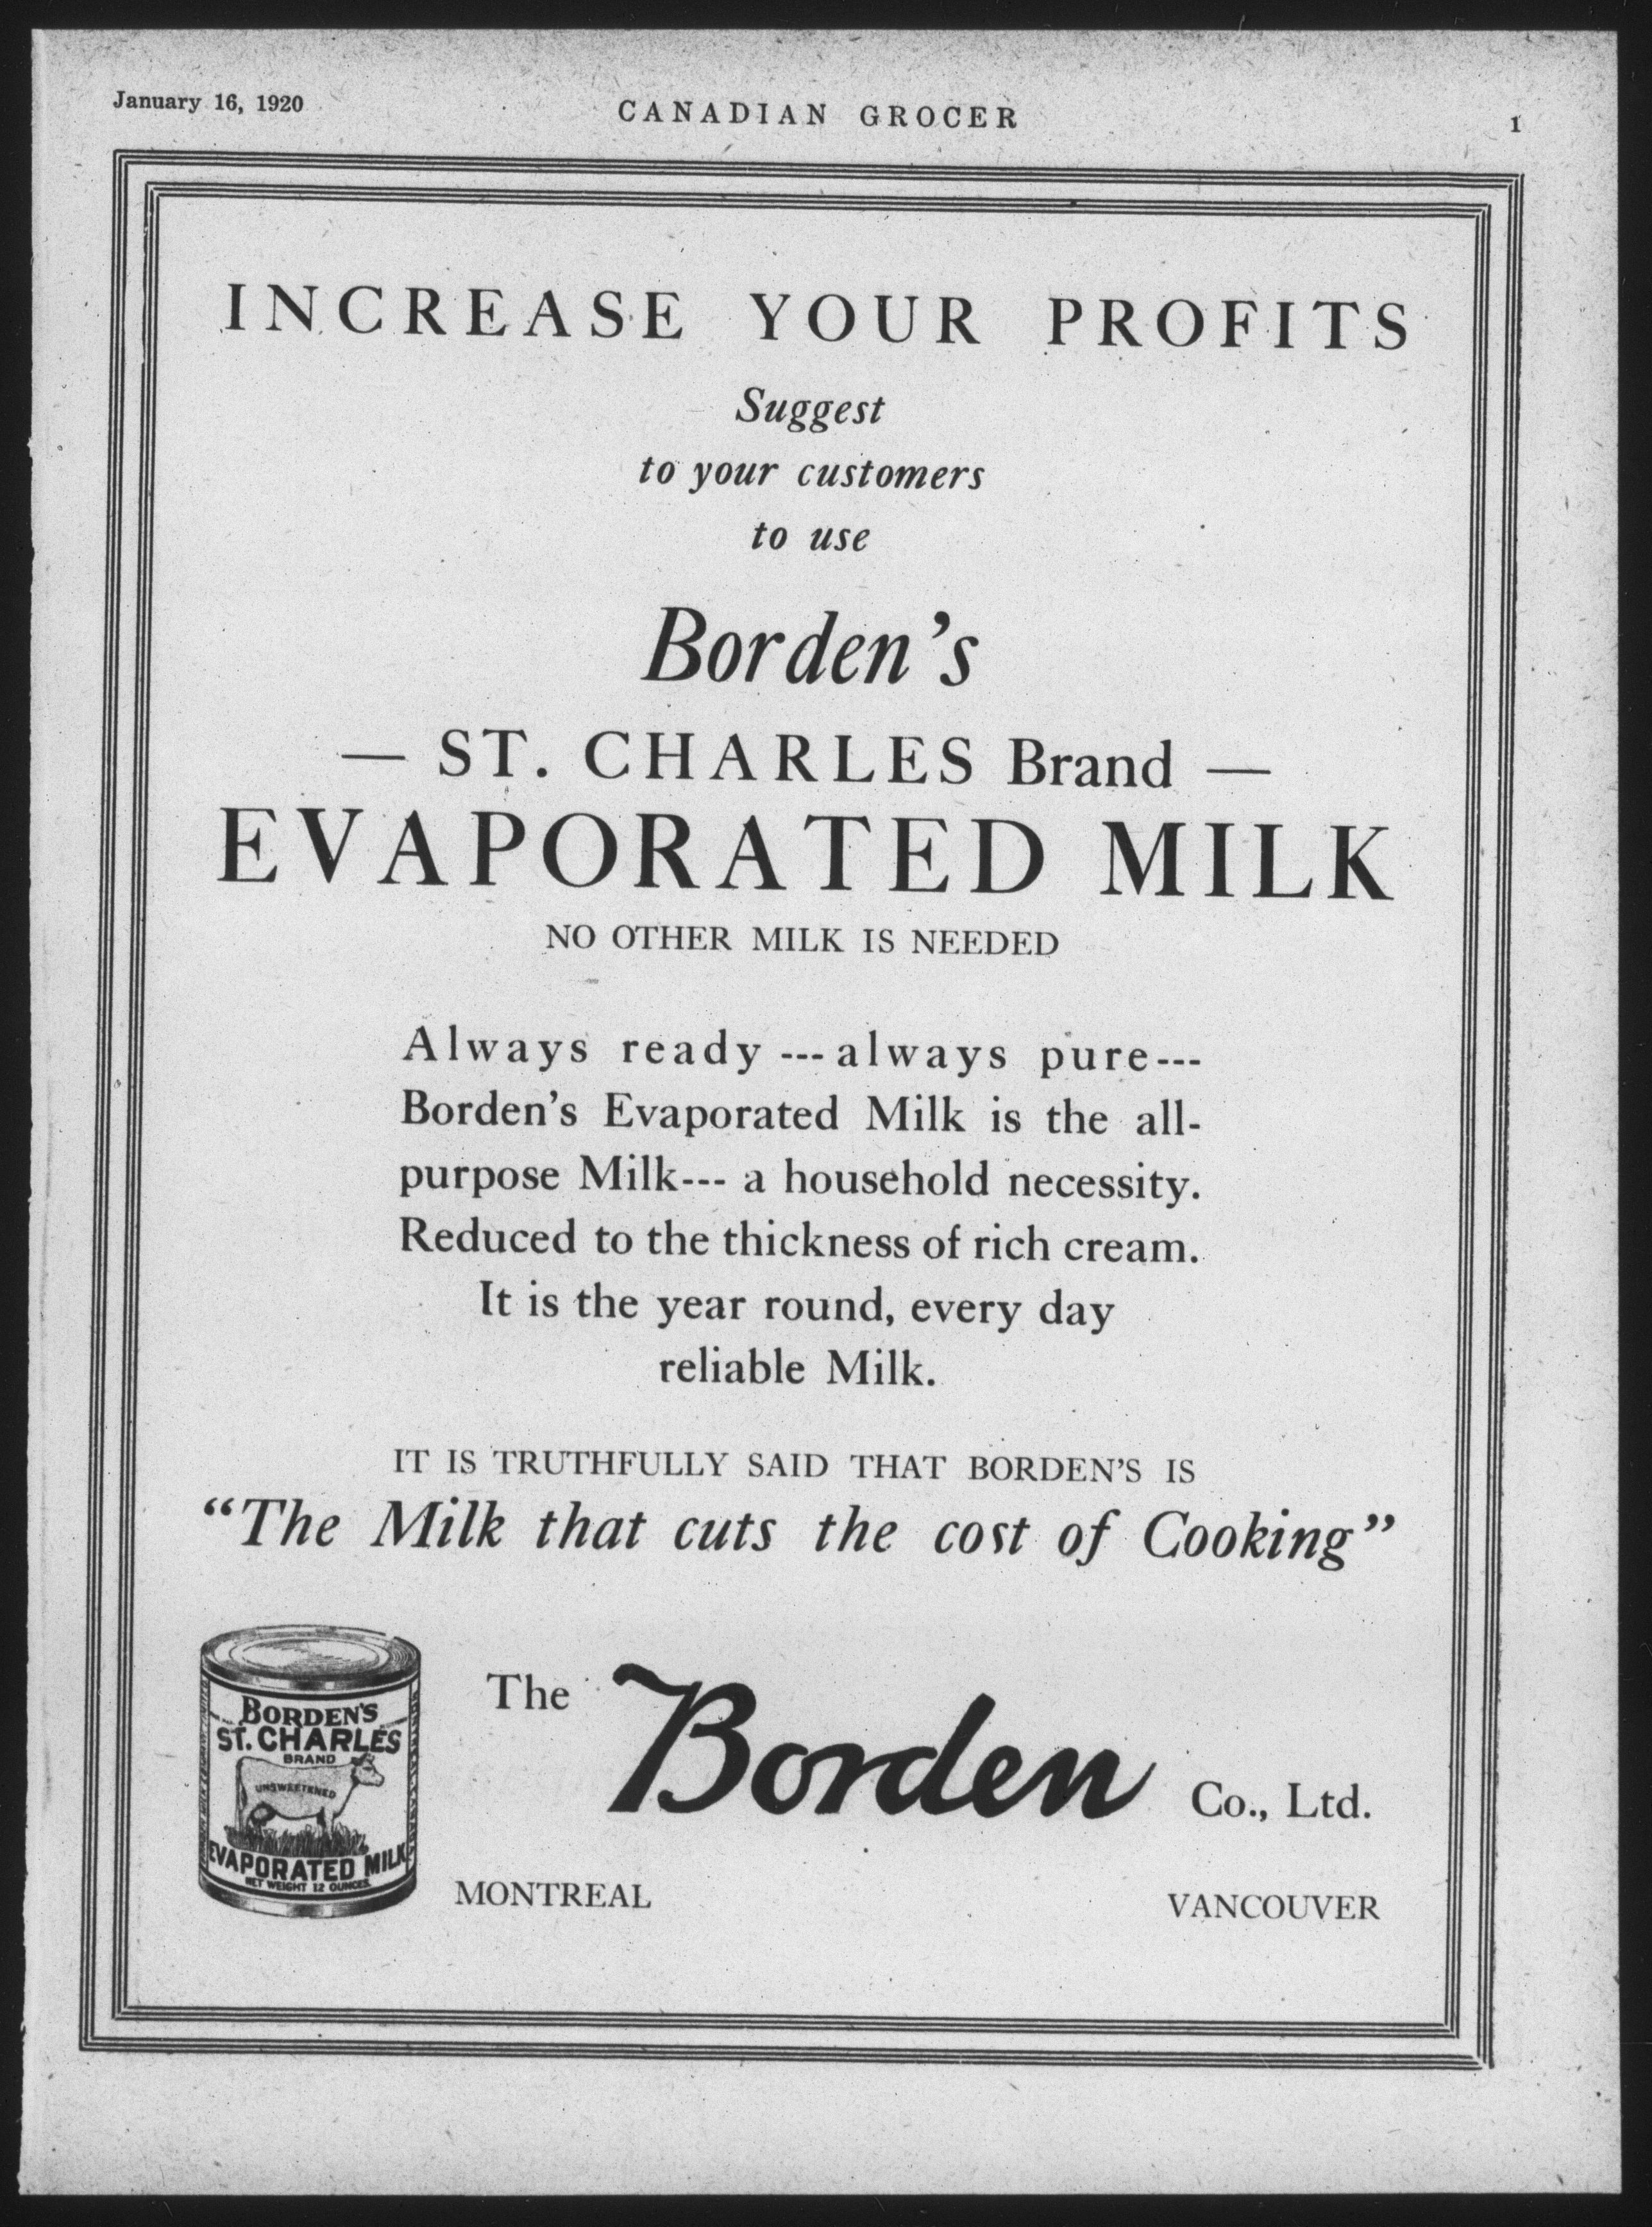 January 16, 1920
CANADIAN GROCER
1
INCREASE YOUR PROFITS
Suggest
to your customers
to use
Borden's
— ST. CHARLES Brand —
EVAPORATED MILK
NO OTHER MILK IS NEEDED
Always ready --- always pure---
Borden's Evaporated Milk is the all-
purpose Milk--- a household necessity.
Reduced to the thickness of rich cream.
It is the year round, every day
reliable Milk.
IT IS TRUTHFULLY SAID THAT BORDEN'S IS
“The Milk that cuts the cost of Cooking”
BORDEN'S
ST. CHARLES
BRAND
UNSWEETENED
EVAPORATED MILK
NET WEIGHT 12 OUNCES
The Borden Co., Ltd.
MONTREAL
VANCOUVER